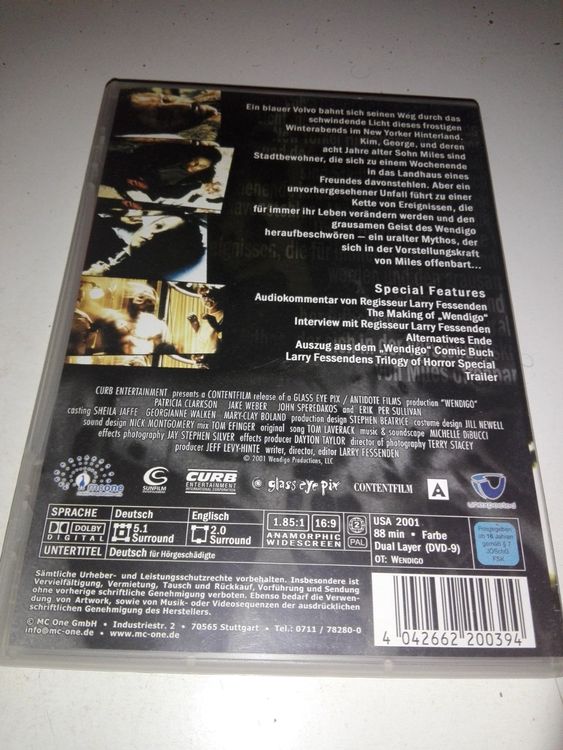 Ein blauer Volvo bahnt sich seinen Weg durch das
schwindende Licht dieses frostigen
Winterabends im New Yorker Hinterland.
Kim, George, und deren
acht Jahre alter Sohn Miles sind
Stadtbewohner, die sich zu einem Wochenende
in das Landhaus eines
Freundes davonstehlen. Aber ein
unvorhergesehener Unfall führt zu einer
Kette von Ereignissen, die
für immer ihr Leben verändern werden und den
grausamen Geist des Wendigo
heraufbeschwören – ein uralter Mythos, der
sich in der Vorstellungskraft
von Miles offenbart...
Special Features
Audiokommentar von Regisseur Larry Fessenden
The Making of „Wendigo"
Interview mit Regisseur Larry Fessenden
Alternatives Ende
Auszug aus dem „Wendigo" Comic Buch
Larry Fessendens Trilogy of Horror Special
Trailer
CURB ENTERTAINMENT presents a CONTENTFILM release of a GLASS EYE PIX / ANTIDOTE FILMS production "WENDIGO"
PATRICIA CLARKSON JAKE WEBER JOHN SPEREDAKOS and ERIK PER SULLIVAN
casting SHEILA JAFFE GEORGIANNE WALKEN MARY-CLAY BOLAND production design STEPHEN BEATRICE costume design JILL NEWELL
sound design NICK MONTGOMERY mix TOM EFINGER original song TOM LAVERACK music & soundscape MICHELLE DiBUCCI
effects photography JAY STEPHEN SILVER effects producer DAYTON TAYLOR director of photography TERRY STACEY
producer JEFF LEVY-HINTE writer, director, editor LARRY FESSENDEN
© 2001 Wendigo Productions, LLC
mcone
SUNFILM
ENTERTAINMENT
CURB
ENTERTAINMENT
INTERNATIONAL CORPORATION
glass eye pix
CONTENTFILM
A
unexpected
SPRACHE Deutsch Englisch
DOLBY
DIGITAL
5.1
Surround
2.0
Surround
UNTERTITEL Deutsch für Hörgeschädigte
1.85:1 16:9
ANAMORPHIC
WIDESCREEN
2
PAL
USA 2001
88 min • Farbe
Dual Layer (DVD-9)
OT: WENDIGO
Freigegeben
ab 16 Jahren
gemäß § 7
JÖSchG
FSK
Sämtliche Urheber- und Leistungsschutzrechte vorbehalten. Insbesondere ist
Vervielfältigung, Vermietung, Tausch und Rückkauf, Vorführung und Sendung
ohne vorherige schriftliche Genehmigung verboten. Ebenso bedarf die Verwen-
dung von Artwork, sowie von Musik- oder Videosequenzen der ausdrücklichen
schriftlichen Genehmigung des Herstellers.
© MC One GmbH • Industriestr. 2 • 70565 Stuttgart • Tel.: 0711 / 78280-0
info@mc-one.de • www.mc-one.de
4 042662 200394